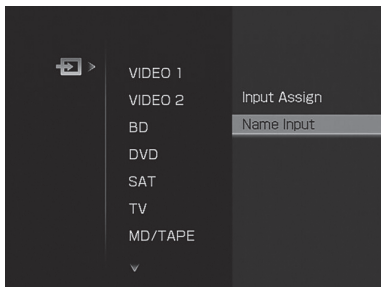 VIDEO 1
VIDEO 2
BD
DVD
SAT
TV
MD/TAPE
Input Assign
Name Input